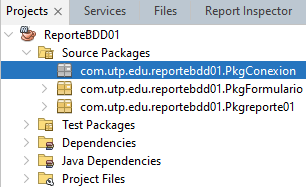 Projects × Services Files Report Inspector
ReporteBDD01
Source Packages
com.utp.edu.reportebdd01.PkgConexion
com.utp.edu.reportebdd01.PkgFormulario
com.utp.edu.reportebdd01.Pkgreporte01
Test Packages
Dependencies
Java Dependencies
Project Files